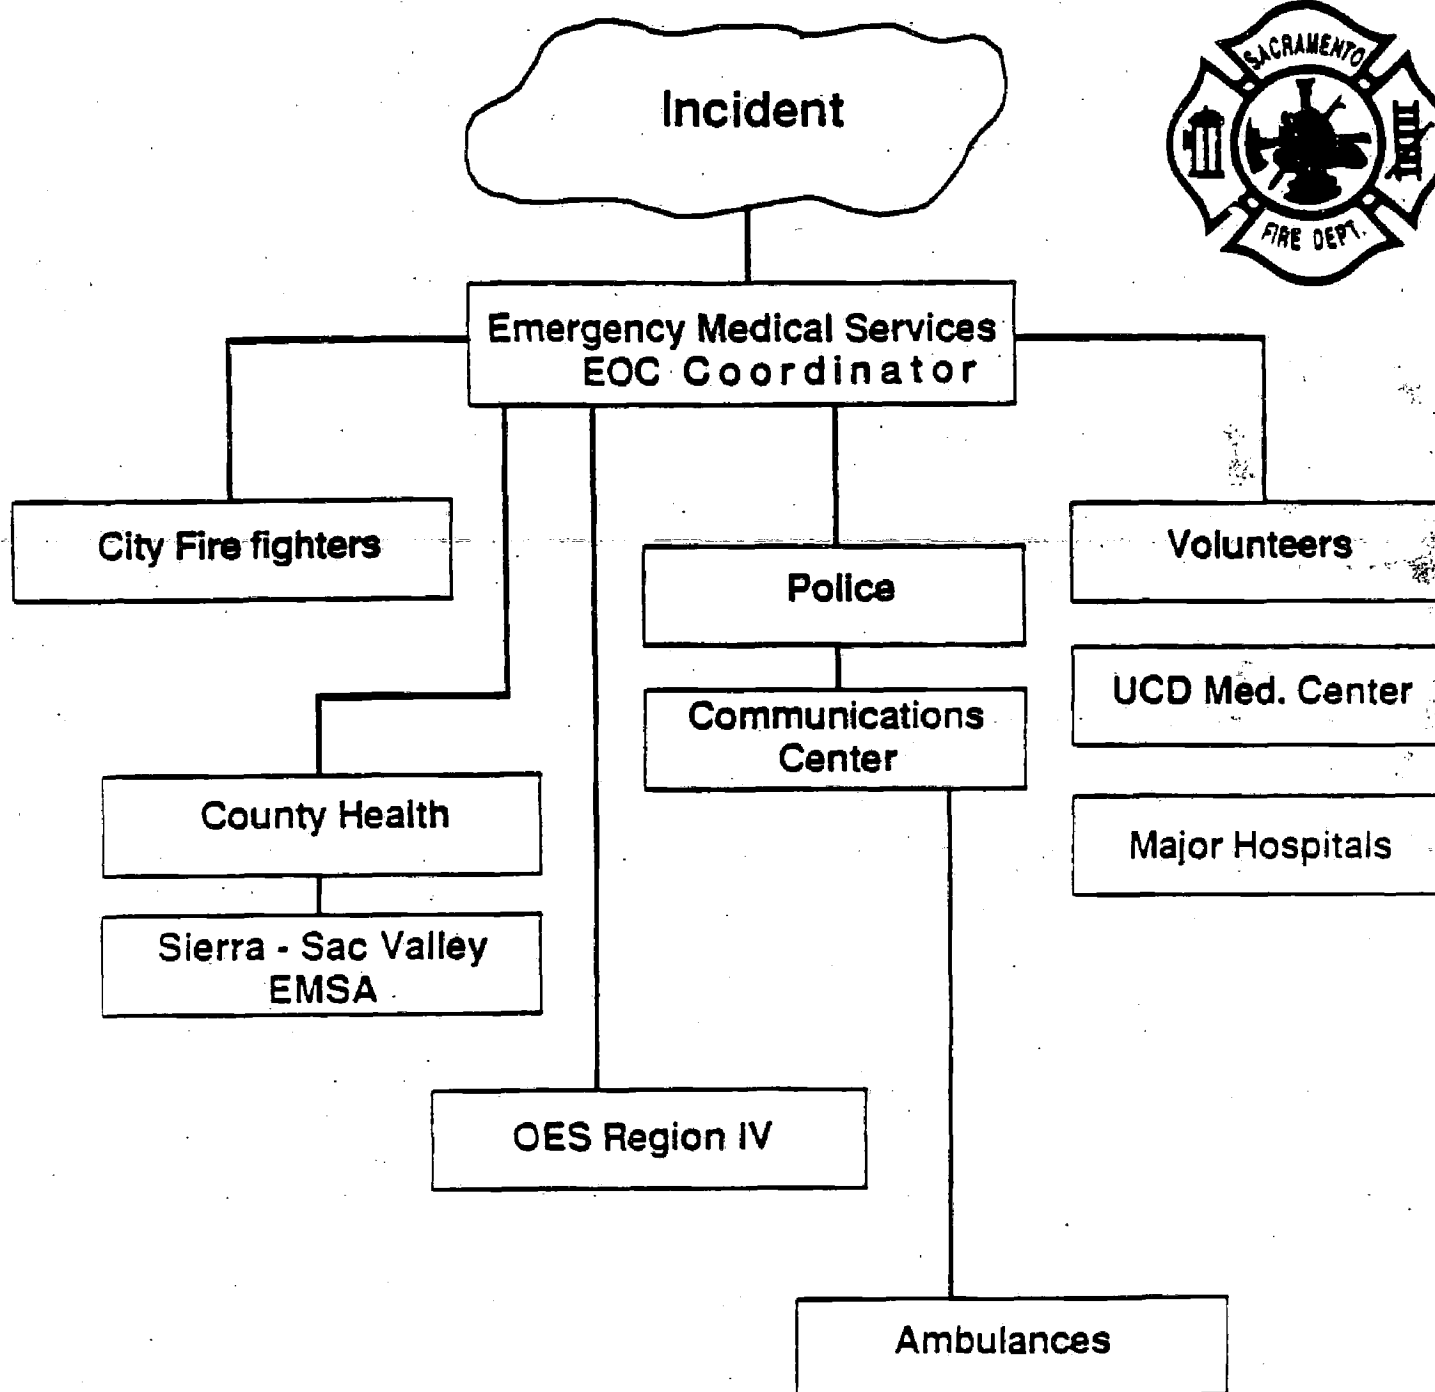 Incident
SACRAMENTO
FIRE DEPT.
Emergency Medical Services
EOC Coordinator
City Fire fighters
Police
Volunteers
Communications
Center
UCD Med. Center
County Health
Major Hospitals
Sierra - Sac Valley
EMSA
OES Region IV
Ambulances